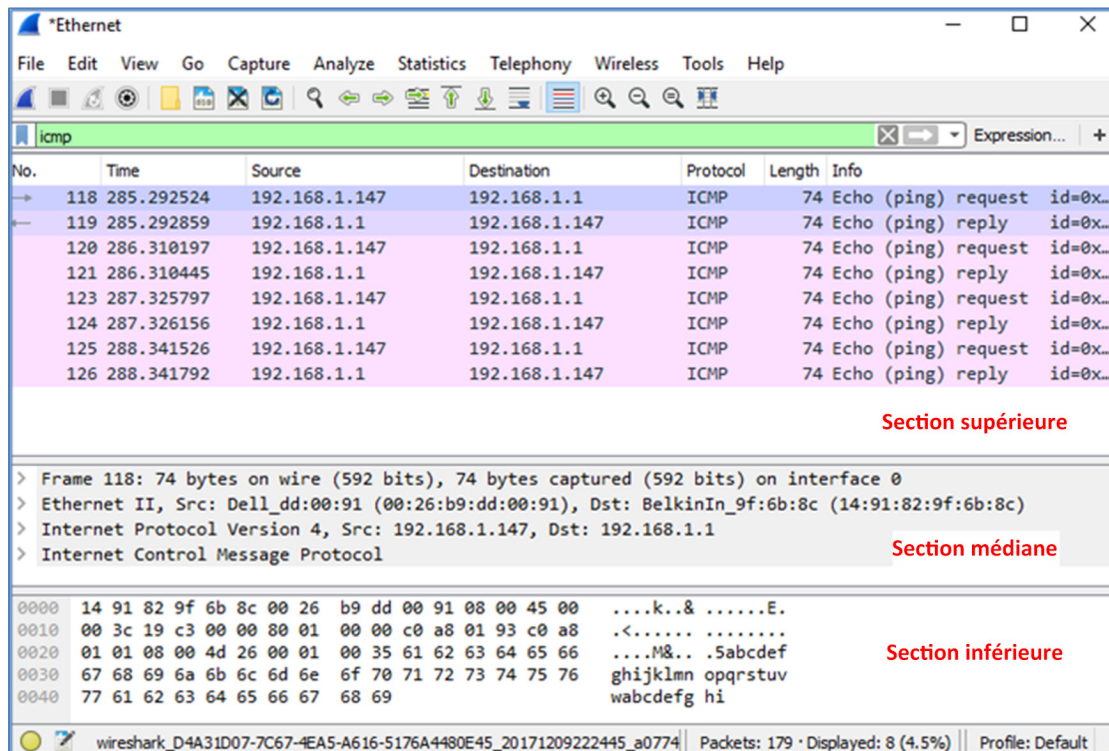 *Ethernet
File Edit View Go Capture Analyze Statistics Telephony Wireless Tools Help
icmp Expression... +
No. Time Source Destination Protocol Length Info
118 285.292524 192.168.1.147 192.168.1.1 ICMP 74 Echo (ping) request id=0x…
119 285.292859 192.168.1.1 192.168.1.147 ICMP 74 Echo (ping) reply id=0x…
120 286.310197 192.168.1.147 192.168.1.1 ICMP 74 Echo (ping) request id=0x…
121 286.310445 192.168.1.1 192.168.1.147 ICMP 74 Echo (ping) reply id=0x…
123 287.325797 192.168.1.147 192.168.1.1 ICMP 74 Echo (ping) request id=0x…
124 287.326156 192.168.1.1 192.168.1.147 ICMP 74 Echo (ping) reply id=0x…
125 288.341526 192.168.1.147 192.168.1.1 ICMP 74 Echo (ping) request id=0x…
126 288.341792 192.168.1.1 192.168.1.147 ICMP 74 Echo (ping) reply id=0x…
Section supérieure
> Frame 118: 74 bytes on wire (592 bits), 74 bytes captured (592 bits) on interface 0
> Ethernet II, Src: Dell_dd:00:91 (00:26:b9:dd:00:91), Dst: BelkinIn_9f:6b:8c (14:91:82:9f:6b:8c)
> Internet Protocol Version 4, Src: 192.168.1.147, Dst: 192.168.1.1
> Internet Control Message Protocol
Section médiane
0000 14 91 82 9f 6b 8c 00 26 b9 dd 00 91 08 00 45 00 ....k..& ......E.
0010 00 3c 19 c3 00 00 80 01 00 00 c0 a8 01 93 c0 a8 .<...... ........
0020 01 01 08 00 4d 26 00 01 00 35 61 62 63 64 65 66 ....M&.. .5abcdef
0030 67 68 69 6a 6b 6c 6d 6e 6f 70 71 72 73 74 75 76 ghijklmn opqrstuv
0040 77 61 62 63 64 65 66 67 68 69 wabcdefg hi
Section inférieure
wireshark_D4A31D07-7C67-4EA5-A616-5176A4480E45_20171209222445_a0774 Packets: 179 · Displayed: 8 (4.5%) Profile: Default